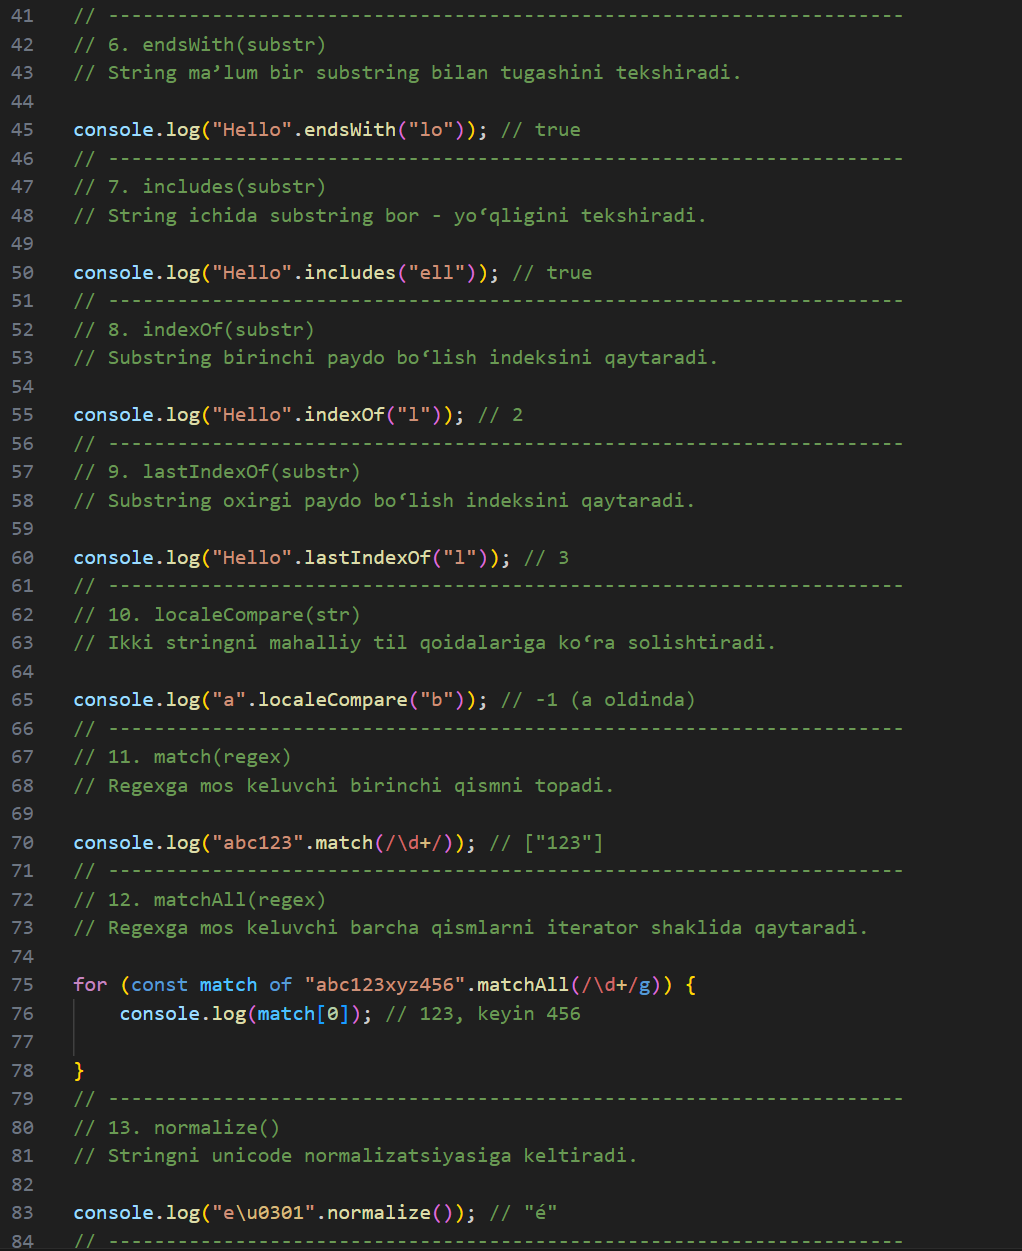 41 // ---------------------------------------------------------------------
42 // 6. endsWith(substr)
43 // String ma’lum bir substring bilan tugashini tekshiradi.
44
45 console.log("Hello".endsWith("lo")); // true
46 // ---------------------------------------------------------------------
47 // 7. includes(substr)
48 // String ichida substring bor - yo‘qligini tekshiradi.
49
50 console.log("Hello".includes("ell")); // true
51 // ---------------------------------------------------------------------
52 // 8. indexOf(substr)
53 // Substring birinchi paydo bo‘lish indeksini qaytaradi.
54
55 console.log("Hello".indexOf("l")); // 2
56 // ---------------------------------------------------------------------
57 // 9. lastIndexOf(substr)
58 // Substring oxirgi paydo bo‘lish indeksini qaytaradi.
59
60 console.log("Hello".lastIndexOf("l")); // 3
61 // ---------------------------------------------------------------------
62 // 10. localeCompare(str)
63 // Ikki stringni mahalliy til qoidalariga ko‘ra solishtiradi.
64
65 console.log("a".localeCompare("b")); // -1 (a oldinda)
66 // ---------------------------------------------------------------------
67 // 11. match(regex)
68 // Regexga mos keluvchi birinchi qismni topadi.
69
70 console.log("abc123".match(/\d+/)); // ["123"]
71 // ---------------------------------------------------------------------
72 // 12. matchAll(regex)
73 // Regexga mos keluvchi barcha qismlarni iterator shaklida qaytaradi.
74
75 for (const match of "abc123xyz456".matchAll(/\d+/g)) {
76     console.log(match[0]); // 123, keyin 456
77
78 }
79 // ---------------------------------------------------------------------
80 // 13. normalize()
81 // Stringni unicode normalizatsiyasiga keltiradi.
82
83 console.log("e\u0301".normalize()); // "é"
84 // ---------------------------------------------------------------------